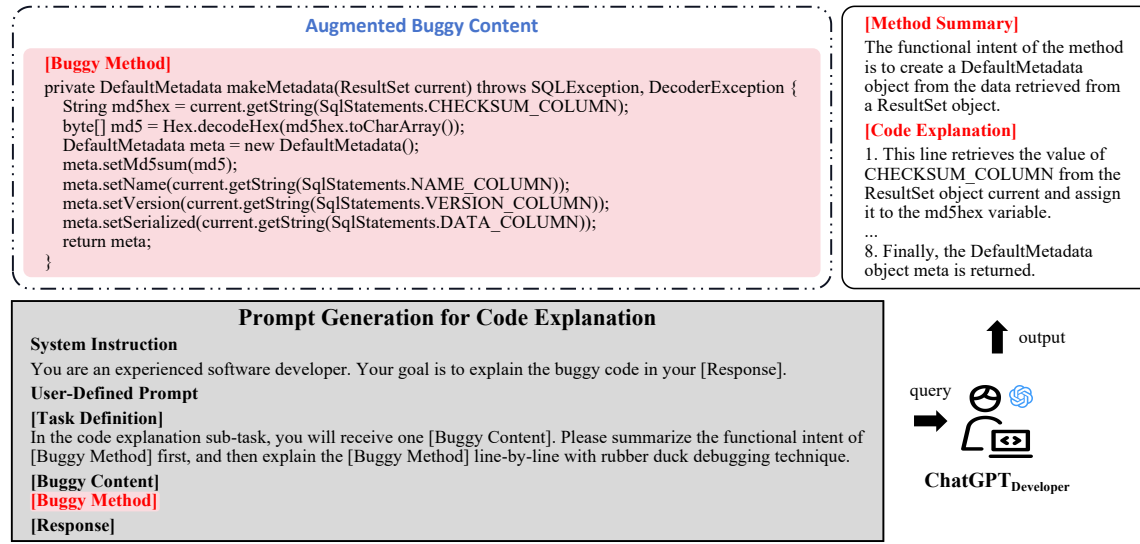 Augmented Buggy Content
[Buggy Method]
private DefaultMetadata makeMetadata(ResultSet current) throws SQLException, DecoderException {
String md5hex = current.getString(SqlStatements.CHECKSUM_COLUMN);
byte[] md5 = Hex.decodeHex(md5hex.toCharArray());
DefaultMetadata meta = new DefaultMetadata();
meta.setMd5sum(md5);
meta.setName(current.getString(SqlStatements.NAME_COLUMN));
meta.setVersion(current.getString(SqlStatements.VERSION_COLUMN));
meta.setSerialized(current.getString(SqlStatements.DATA_COLUMN));
return meta;
}
[Method Summary]
The functional intent of the method
is to create a DefaultMetadata
object from the data retrieved from
a ResultSet object.
[Code Explanation]
1. This line retrieves the value of
CHECKSUM_COLUMN from the
ResultSet object current and assign
it to the md5hex variable.
...
8. Finally, the DefaultMetadata
object meta is returned.
Prompt Generation for Code Explanation
System Instruction
You are an experienced software developer. Your goal is to explain the buggy code in your [Response].
User-Defined Prompt
[Task Definition]
In the code explanation sub-task, you will receive one [Buggy Content]. Please summarize the functional intent of
[Buggy Method] first, and then explain the [Buggy Method] line-by-line with rubber duck debugging technique.
[Buggy Content]
[Buggy Method]
[Response]
output
query
ChatGPTDeveloper